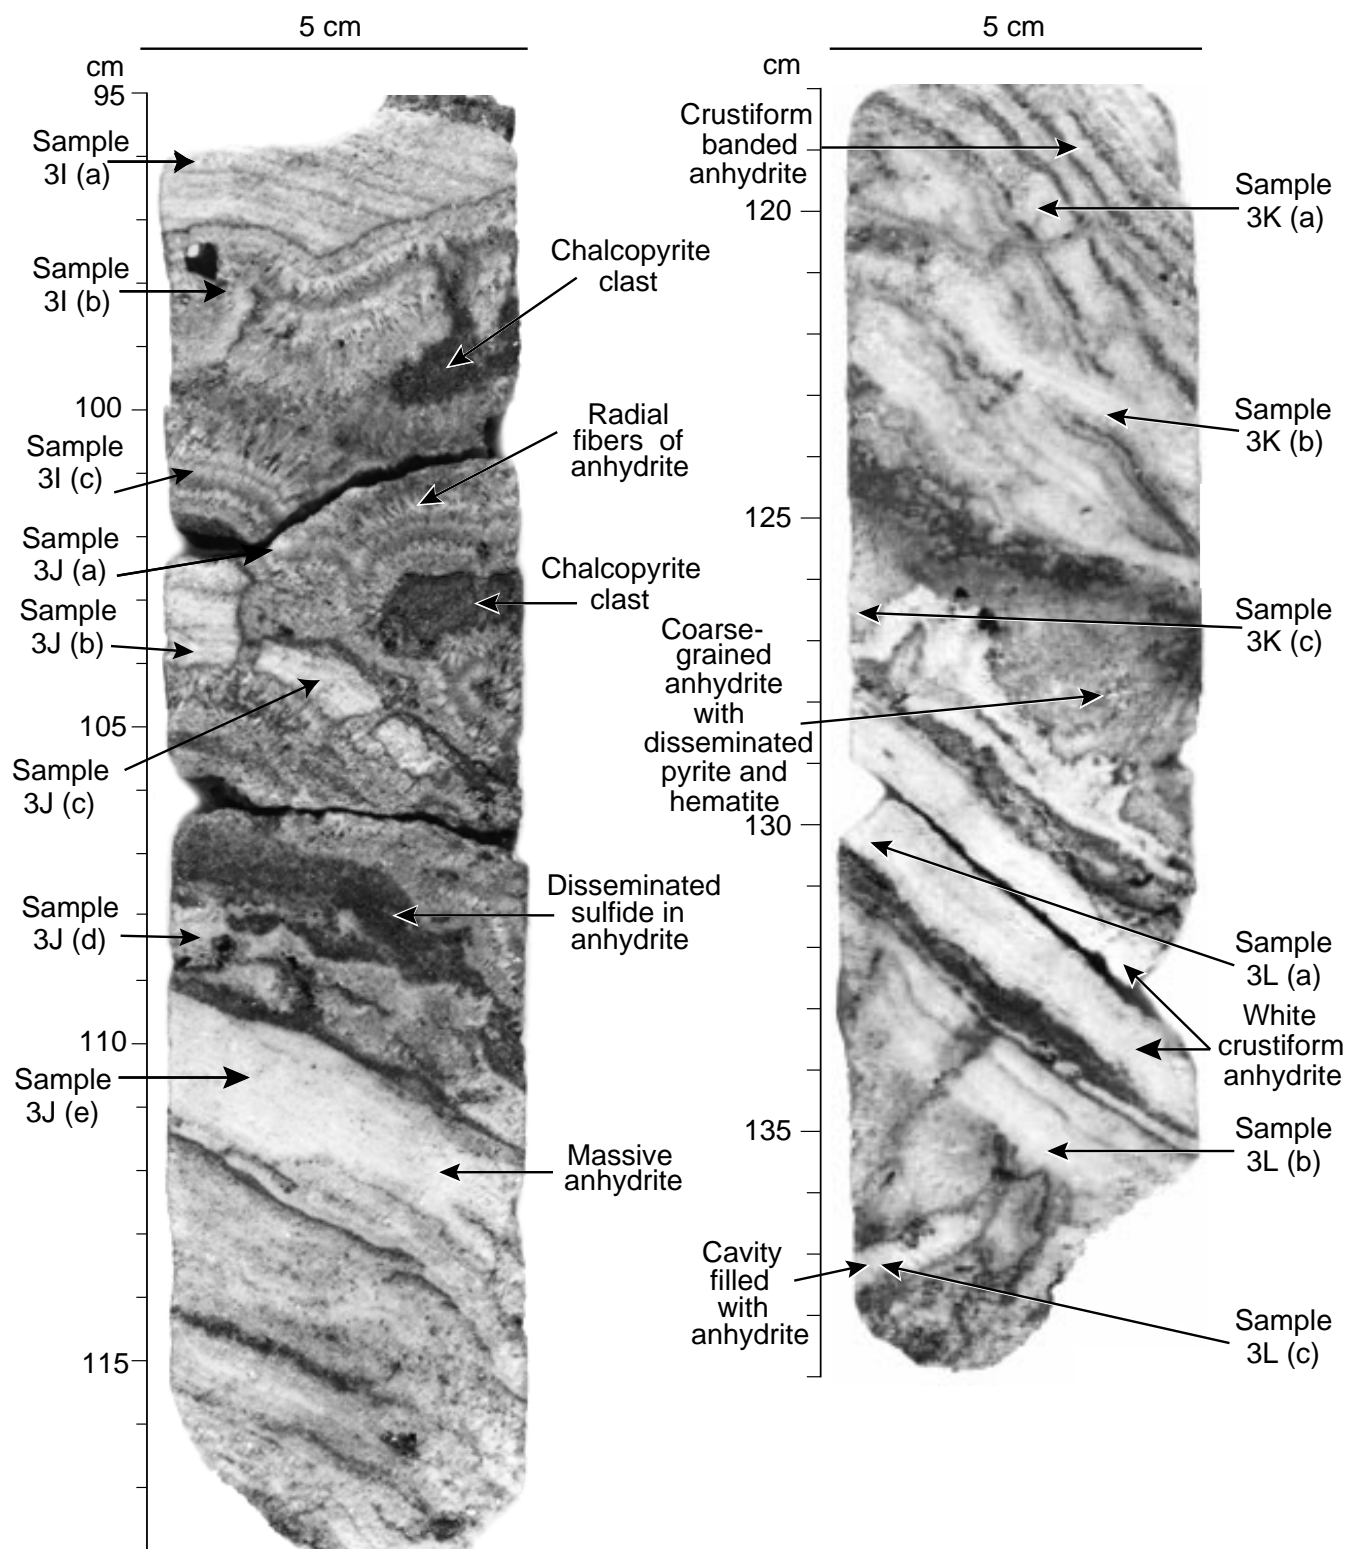 5 cm
cm
95
Sample
3I (a)
Sample
3I (b)
Chalcopyrite
clast
100
Sample
3I (c)
Radial
fibers of
anhydrite
Sample
3J (a)
Chalcopyrite
clast
Sample
3J (b)
105
Sample
3J (c)
Disseminated
sulfide in
anhydrite
Sample
3J (d)
110
Sample
3J (e)
Massive
anhydrite
115
5 cm
cm
Crustiform
banded
anhydrite
Sample
3K (a)
120
Sample
3K (b)
125
Sample
3K (c)
Coarse-
grained
anhydrite
with
disseminated
pyrite and
hematite
130
Sample
3L (a)
White
crustiform
anhydrite
135
Sample
3L (b)
Cavity
filled
with
anhydrite
Sample
3L (c)